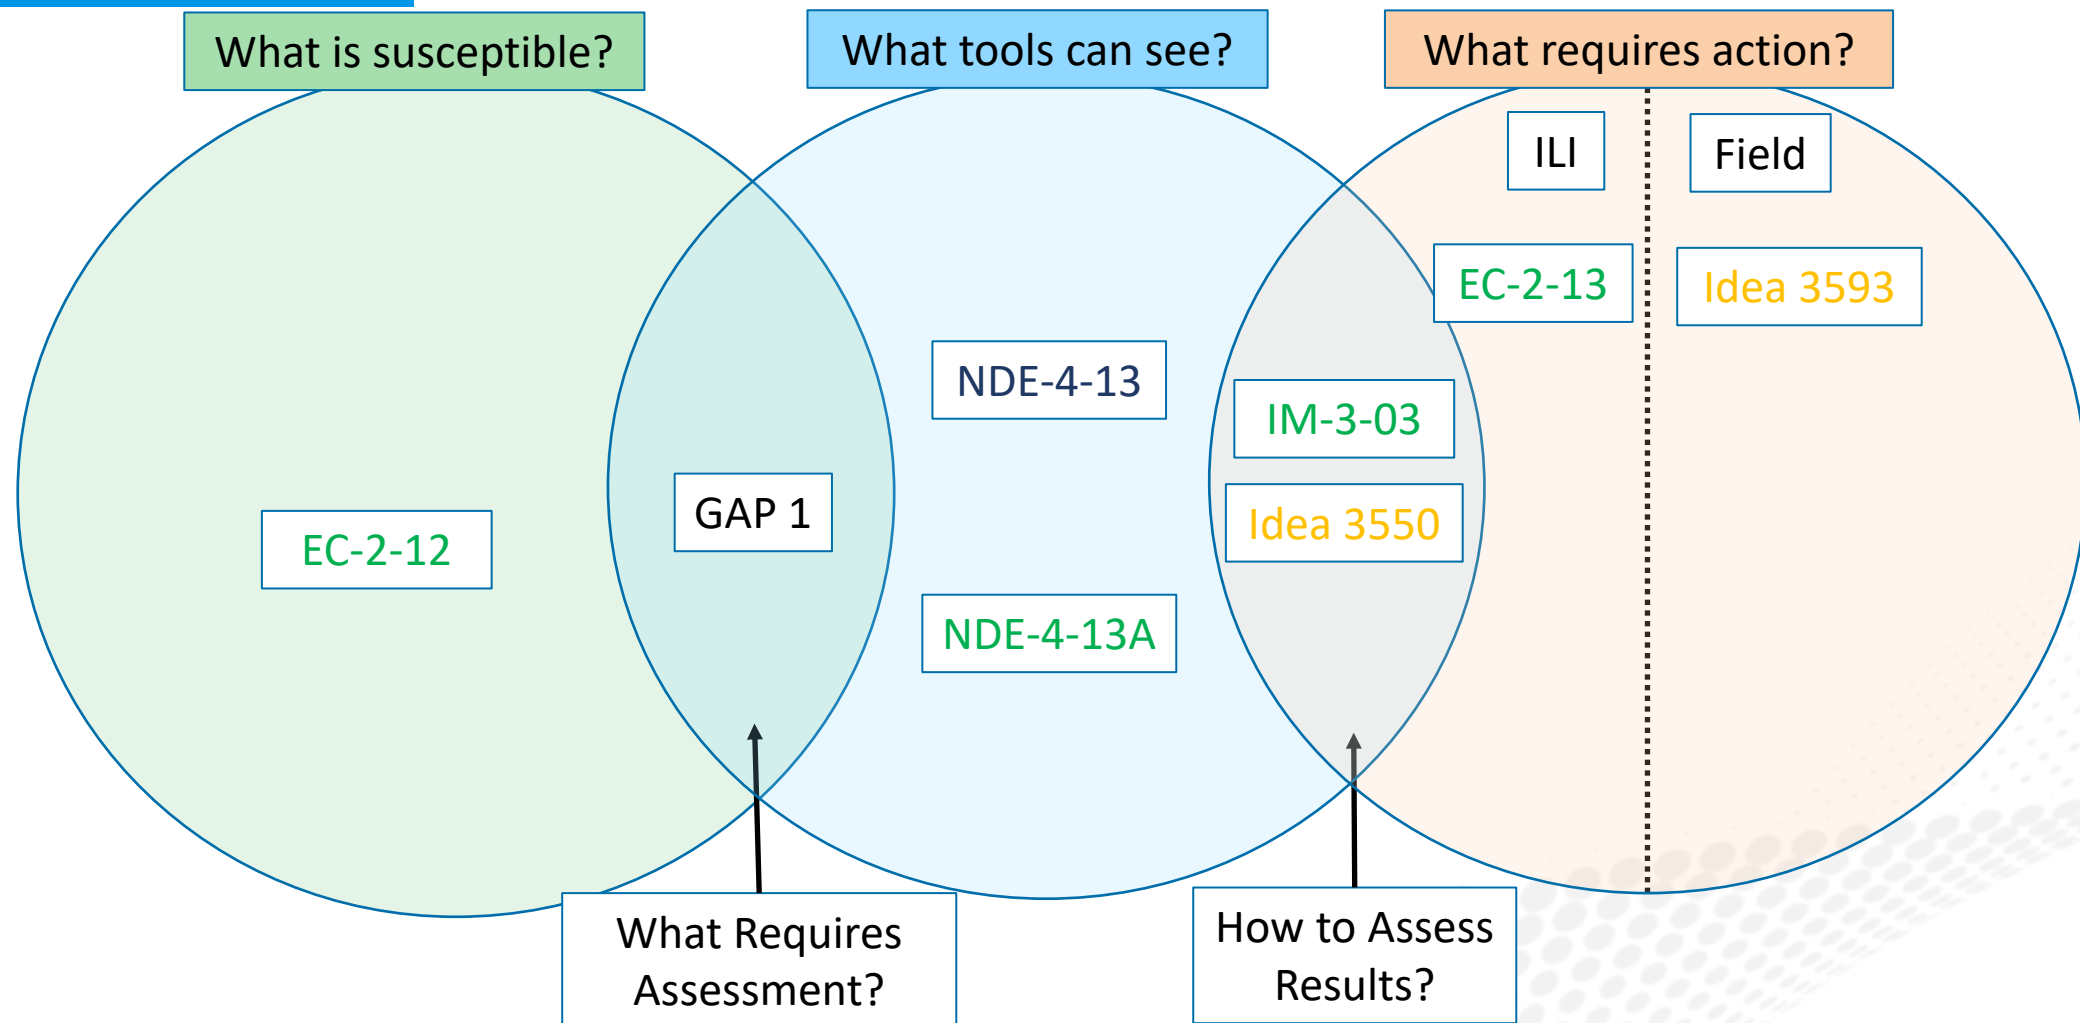 What is susceptible?
What tools can see?
What requires action?
ILI
Field
EC-2-13
Idea 3593
NDE-4-13
IM-3-03
GAP 1
Idea 3550
EC-2-12
NDE-4-13A
What Requires
Assessment?
How to Assess
Results?